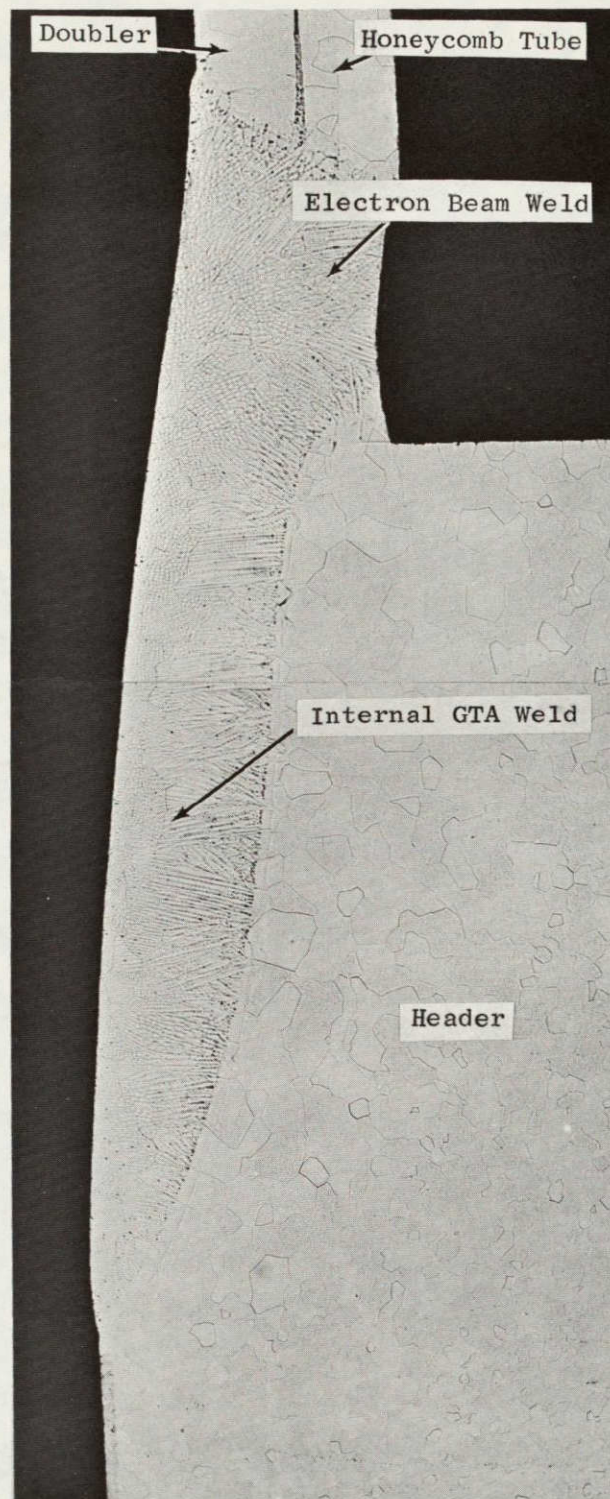 Doubler
Honeycomb Tube
Electron Beam Weld
Internal GTA Weld
Header